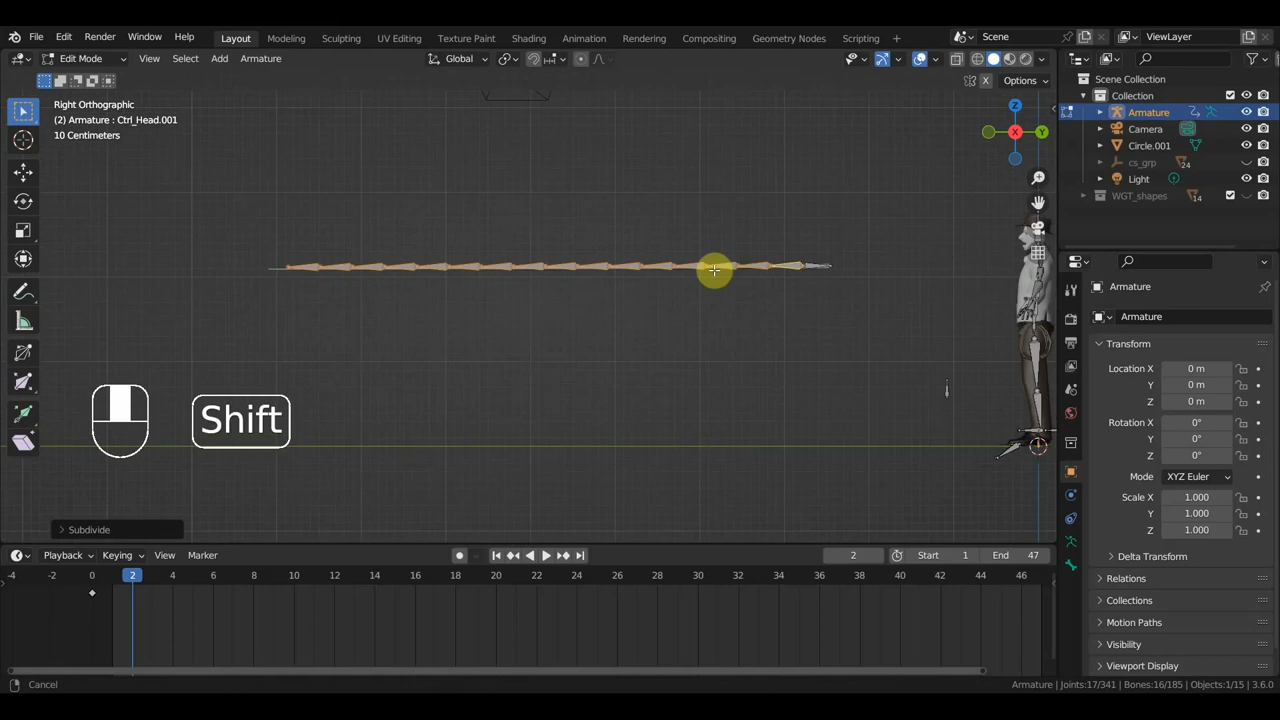 File Edit Render Window Help Layout Modeling Sculpting UV Editing Texture Paint Shading Animation Rendering Compositing Geometry Nodes Scripting + Scene ViewLayer
Edit Mode View Select Add Armature Global
X Options
Right Orthographic
(2) Armature : Ctrl_Head.001
10 Centimeters
Z
X Y
Scene Collection
Collection
Armature
Camera
Circle.001
cs_grp 24
Light
WGT_shapes 14
Armature
Armature
Transform
Location X 0 m
Y 0 m
Z 0 m
Rotation X 0°
Y 0°
Z 0°
Mode XYZ Euler
Scale X 1.000
Y 1.000
Z 1.000
Delta Transform
Relations
Collections
Motion Paths
Visibility
Viewport Display
Shift
Subdivide
Playback Keying View Marker 2 Start 1 End 47
-4 -2 0 2 4 6 8 10 12 14 16 18 20 22 24 26 28 30 32 34 36 38 40 42 44 46
Cancel
Armature | Joints:17/341 | Bones:16/185 | Objects:1/15 | 3.6.0